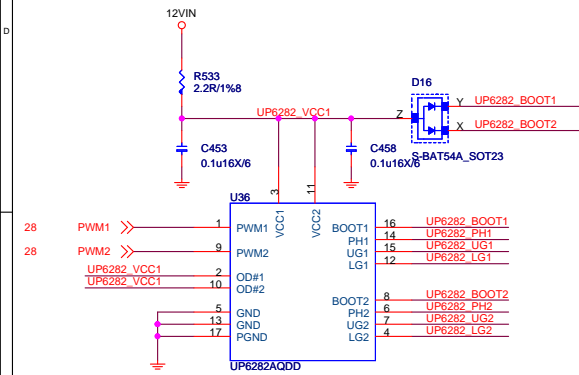 12VIN
D
R533
2.2R/1%8
D16
Y UP6282_BOOT1
UP6282_VCC1
Z
X UP6282_BOOT2
C453
0.1u16X/6
C458
0.1u16X/6
S-BAT54A_SOT23
U36
3
11
VCC1
VCC2
28 PWM1 1 PWM1
BOOT1 16 UP6282_BOOT1
PH1 14 UP6282_PH1
28 PWM2 9 PWM2
UG1 15 UP6282_UG1
LG1 12 UP6282_LG1
UP6282_VCC1 2 OD#1
UP6282_VCC1 10 OD#2
BOOT2 8 UP6282_BOOT2
5 GND
PH2 6 UP6282_PH2
13 GND
UG2 7 UP6282_UG2
17 PGND
LG2 4 UP6282_LG2
UP6282AQDD